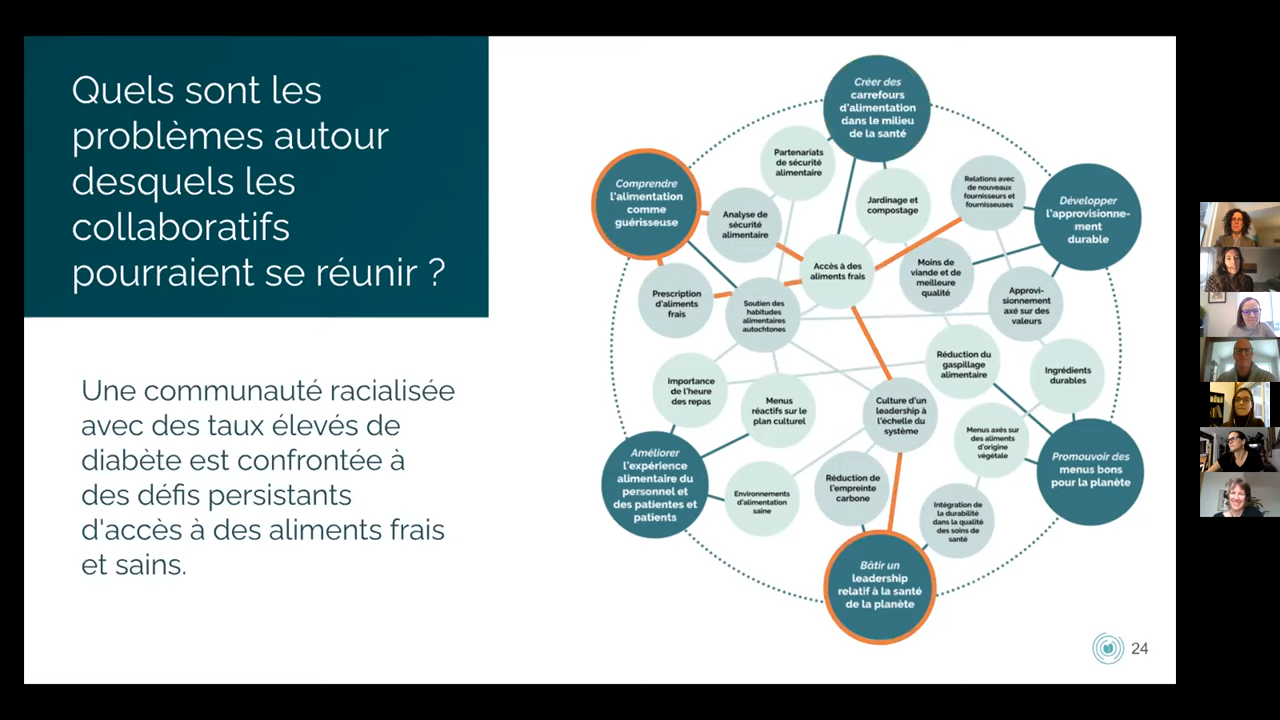 Quels sont les
problèmes autour
desquels les
collaboratifs
pourraient se réunir ?
Une communauté racialisée
avec des taux élevés de
diabète est confrontée à
des défis persistants
d'accès à des aliments frais
et sains.
Créer des
carrefours
d'alimentation
dans le milieu
de la santé
Partenariats
de sécurité
alimentaire
Relations avec
de nouveaux
fournisseurs et
fournisseuses
Comprendre
l'alimentation
comme
guérisseuse
Jardinage et
compostage
Développer
l'approvisionne-
ment
durable
Analyse de
sécurité
alimentaire
Accès à des
aliments frais
Moins de
viande et de
meilleure
qualité
Prescription
d'aliments
frais
Soutien des
habitudes
alimentaires
autochtones
Approvi-
sionnement
axé sur des
valeurs
Réduction du
gaspillage
alimentaire
Ingrédients
durables
Importance
de l'heure
des repas
Menus
réactifs sur le
plan culturel
Culture d'un
leadership à
l'échelle du
système
Menus axés sur
des aliments
d'origine
végétale
Améliorer
l'expérience
alimentaire du
personnel et
des patientes et
patients
Promouvoir des
menus bons
pour la planète
Environnements
d'alimentation
saine
Réduction de
l'empreinte
carbone
Intégration de
la durabilité
dans la qualité
des soins de
santé
Bâtir un
leadership
relatif à la santé
de la planète
24